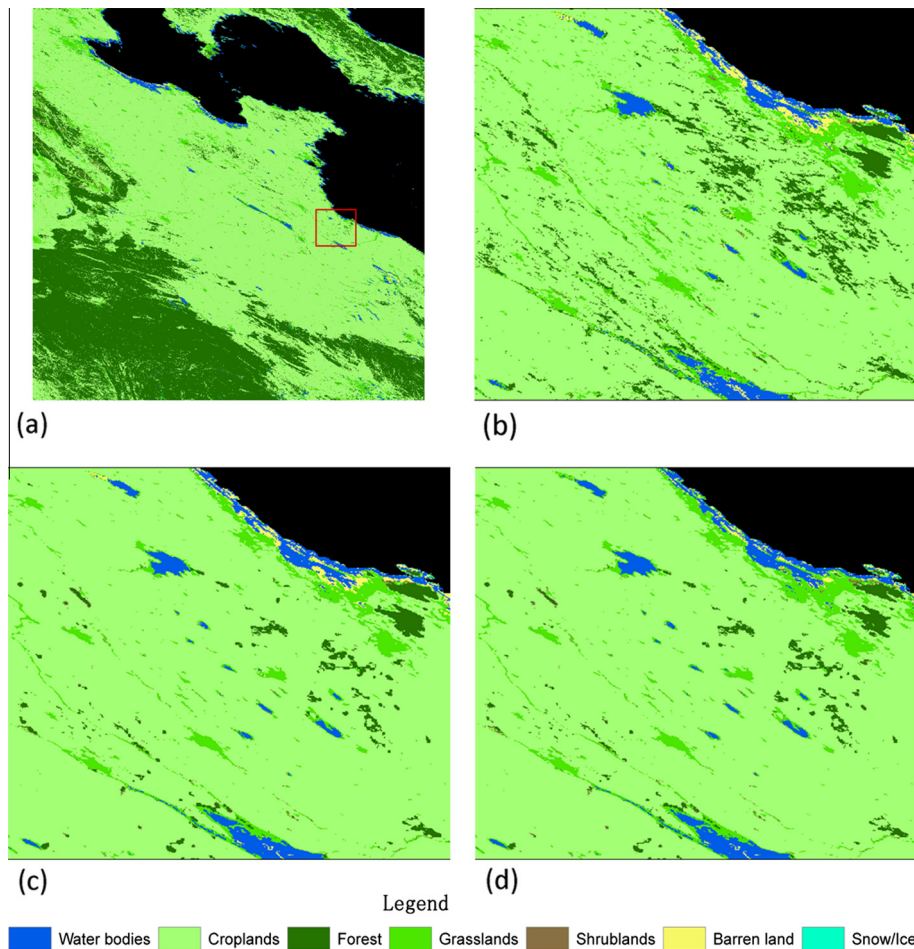 (a)
(b)
(c)
(d)
Legend
Water bodies Croplands Forest Grasslands Shrublands Barren land Snow/Ice